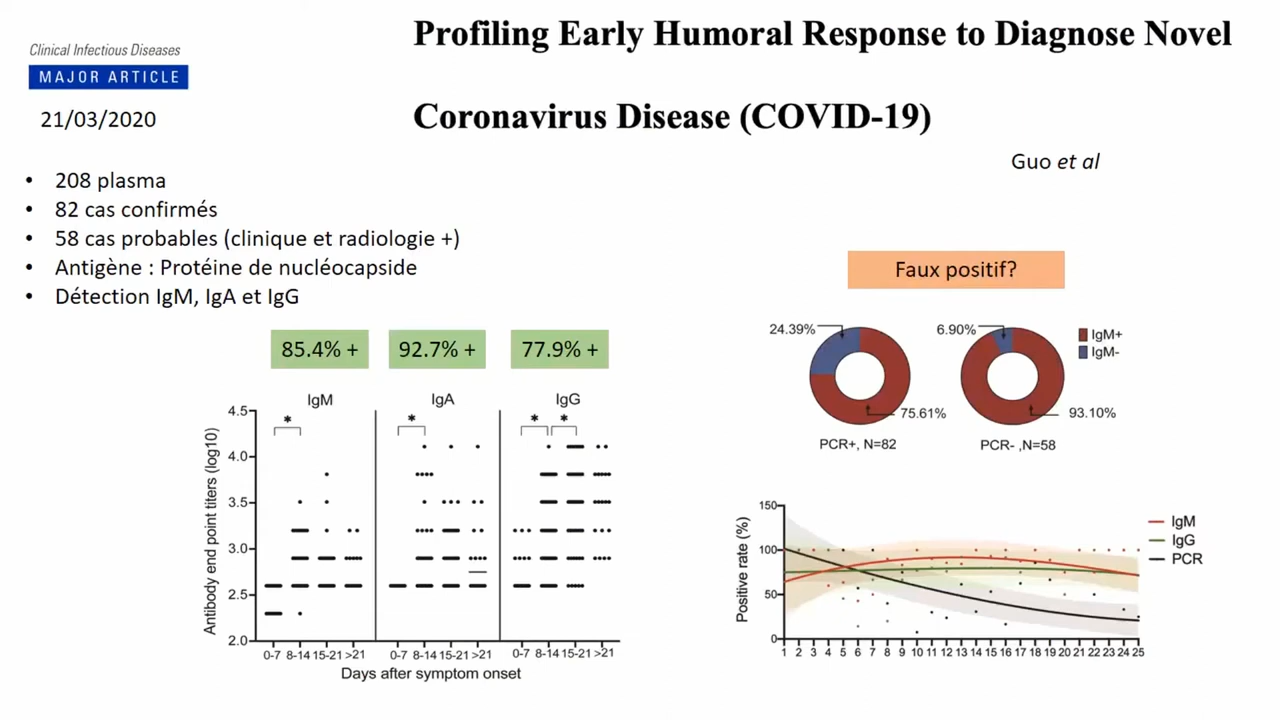 Profiling Early Humoral Response to Diagnose Novel
Coronavirus Disease (COVID-19)
Clinical Infectious Diseases
MAJOR ARTICLE
21/03/2020
Guo et al
• 208 plasma
• 82 cas confirmés
• 58 cas probables (clinique et radiologie +)
• Antigène : Protéine de nucléocapside
• Détection IgM, IgA et IgG
85.4% +
92.7% +
77.9% +
IgM
IgA
IgG
* * * *
Antibody end point titers (log10)
4.5
4.0
3.5
3.0
2.5
2.0
0-7 8-14 15-21 >21 0-7 8-14 15-21 >21 0-7 8-14 15-21 >21
Days after symptom onset
Faux positif?
24.39%
75.61%
PCR+, N=82
6.90%
93.10%
PCR- ,N=58
IgM+
IgM-
Positive rate (%)
150
100
50
0
1 2 3 4 5 6 7 8 9 10 11 12 13 14 15 16 17 18 19 20 21 22 23 24 25
IgM
IgG
PCR